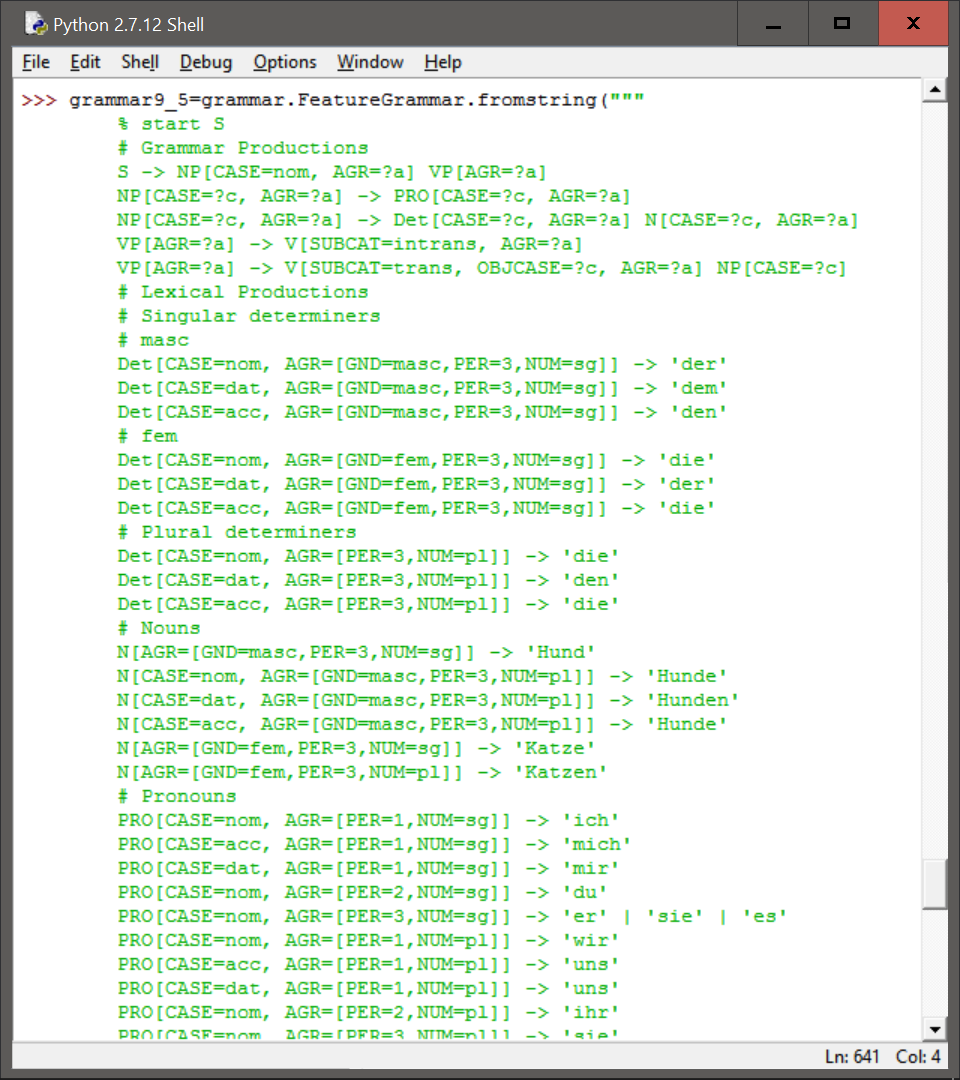 Python 2.7.12 Shell
File Edit Shell Debug Options Window Help
>>> grammar9_5=grammar.FeatureGrammar.fromstring("""
% start S
# Grammar Productions
S -> NP[CASE=nom, AGR=?a] VP[AGR=?a]
NP[CASE=?c, AGR=?a] -> PRO[CASE=?c, AGR=?a]
NP[CASE=?c, AGR=?a] -> Det[CASE=?c, AGR=?a] N[CASE=?c, AGR=?a]
VP[AGR=?a] -> V[SUBCAT=intrans, AGR=?a]
VP[AGR=?a] -> V[SUBCAT=trans, OBJCASE=?c, AGR=?a] NP[CASE=?c]
# Lexical Productions
# Singular determiners
# masc
Det[CASE=nom, AGR=[GND=masc,PER=3,NUM=sg]] -> 'der'
Det[CASE=dat, AGR=[GND=masc,PER=3,NUM=sg]] -> 'dem'
Det[CASE=acc, AGR=[GND=masc,PER=3,NUM=sg]] -> 'den'
# fem
Det[CASE=nom, AGR=[GND=fem,PER=3,NUM=sg]] -> 'die'
Det[CASE=dat, AGR=[GND=fem,PER=3,NUM=sg]] -> 'der'
Det[CASE=acc, AGR=[GND=fem,PER=3,NUM=sg]] -> 'die'
# Plural determiners
Det[CASE=nom, AGR=[PER=3,NUM=pl]] -> 'die'
Det[CASE=dat, AGR=[PER=3,NUM=pl]] -> 'den'
Det[CASE=acc, AGR=[PER=3,NUM=pl]] -> 'die'
# Nouns
N[AGR=[GND=masc,PER=3,NUM=sg]] -> 'Hund'
N[CASE=nom, AGR=[GND=masc,PER=3,NUM=pl]] -> 'Hunde'
N[CASE=dat, AGR=[GND=masc,PER=3,NUM=pl]] -> 'Hunden'
N[CASE=acc, AGR=[GND=masc,PER=3,NUM=pl]] -> 'Hunde'
N[AGR=[GND=fem,PER=3,NUM=sg]] -> 'Katze'
N[AGR=[GND=fem,PER=3,NUM=pl]] -> 'Katzen'
# Pronouns
PRO[CASE=nom, AGR=[PER=1,NUM=sg]] -> 'ich'
PRO[CASE=acc, AGR=[PER=1,NUM=sg]] -> 'mich'
PRO[CASE=dat, AGR=[PER=1,NUM=sg]] -> 'mir'
PRO[CASE=nom, AGR=[PER=2,NUM=sg]] -> 'du'
PRO[CASE=nom, AGR=[PER=3,NUM=sg]] -> 'er' | 'sie' | 'es'
PRO[CASE=nom, AGR=[PER=1,NUM=pl]] -> 'wir'
PRO[CASE=acc, AGR=[PER=1,NUM=pl]] -> 'uns'
PRO[CASE=dat, AGR=[PER=1,NUM=pl]] -> 'uns'
PRO[CASE=nom, AGR=[PER=2,NUM=pl]] -> 'ihr'
PRO[CASE=nom, AGR=[PER=3,NUM=pl]] -> 'sie'
Ln: 641 Col: 4